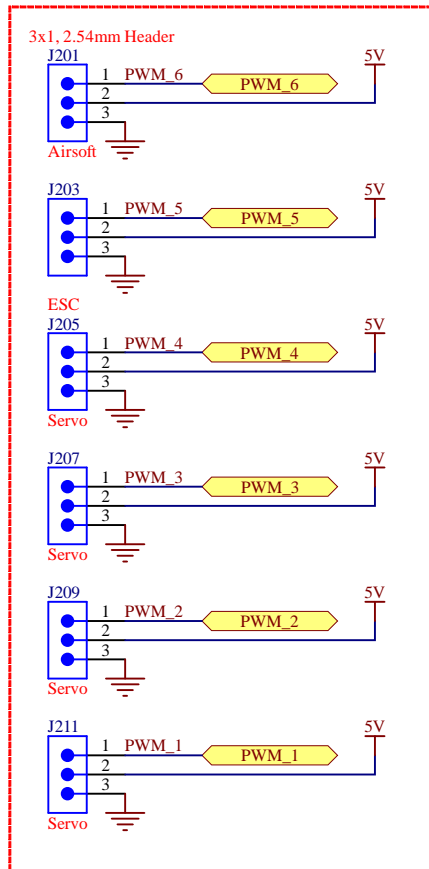 3x1, 2.54mm Header
J201
5V
1 PWM_6 PWM_6
2
3
Airsoft
J203
5V
1 PWM_5 PWM_5
2
3
ESC
J205
5V
1 PWM_4 PWM_4
2
3
Servo
J207
5V
1 PWM_3 PWM_3
2
3
Servo
J209
5V
1 PWM_2 PWM_2
2
3
Servo
J211
5V
1 PWM_1 PWM_1
2
3
Servo